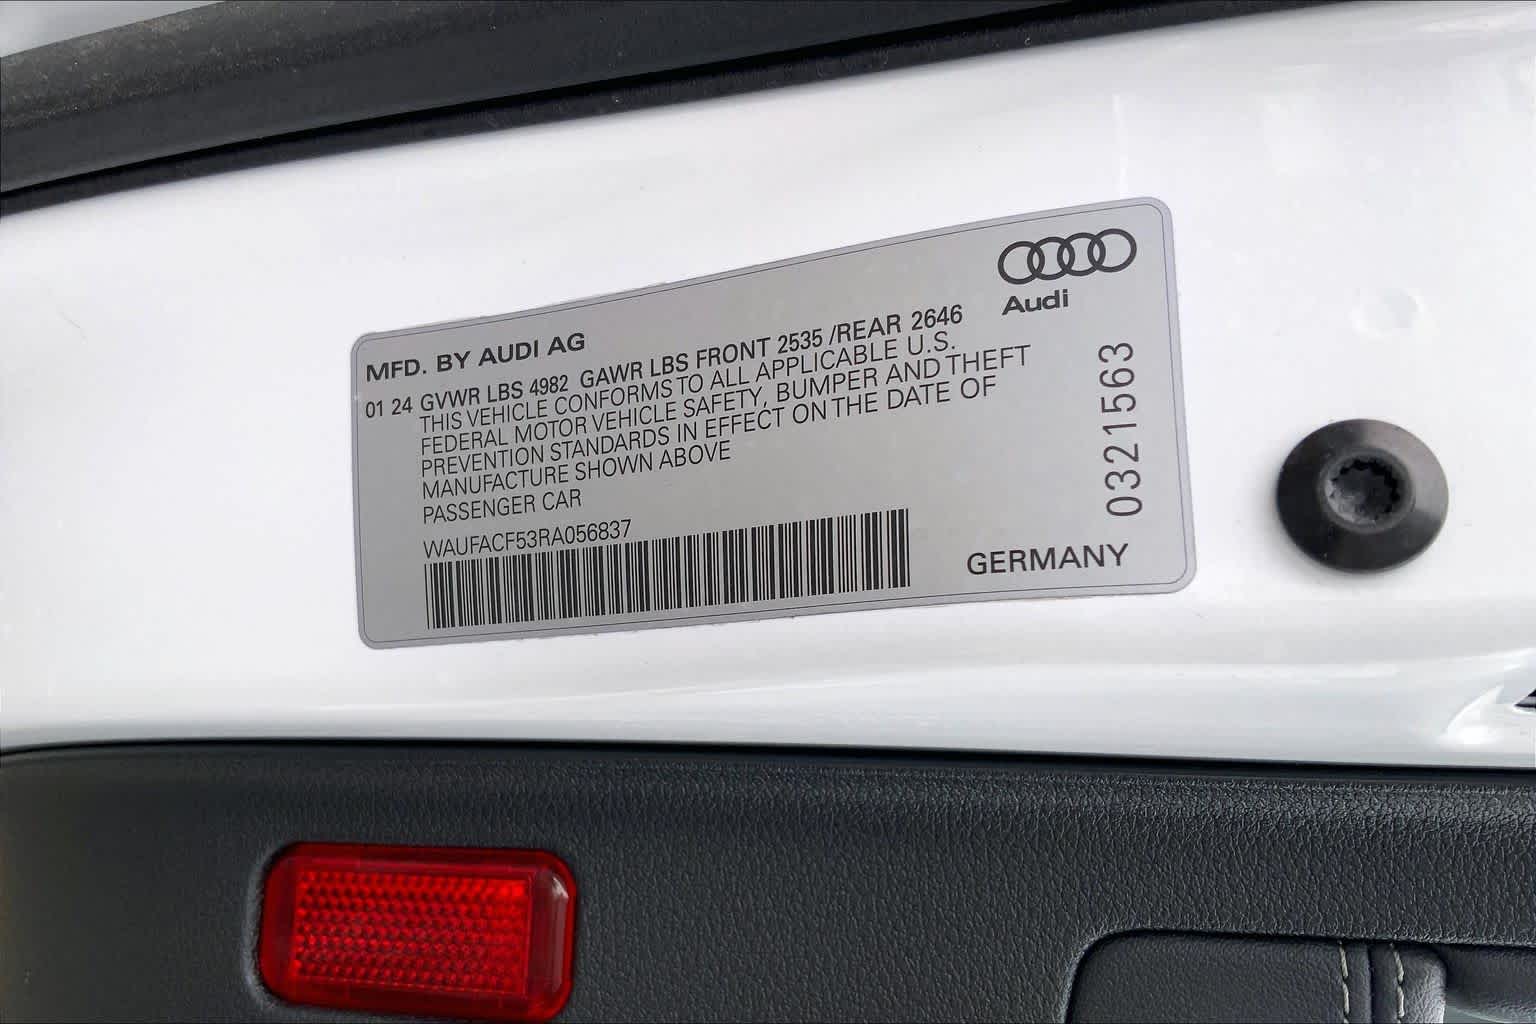 Audi
MFD. BY AUDI AG
01 24 GVWR LBS 4982 GAWR LBS FRONT 2535 /REAR 2646
THIS VEHICLE CONFORMS TO ALL APPLICABLE U.S.
FEDERAL MOTOR VEHICLE SAFETY, BUMPER AND THEFT
PREVENTION STANDARDS IN EFFECT ON THE DATE OF
MANUFACTURE SHOWN ABOVE
PASSENGER CAR
WAUFACF53RA056837
GERMANY
0321563